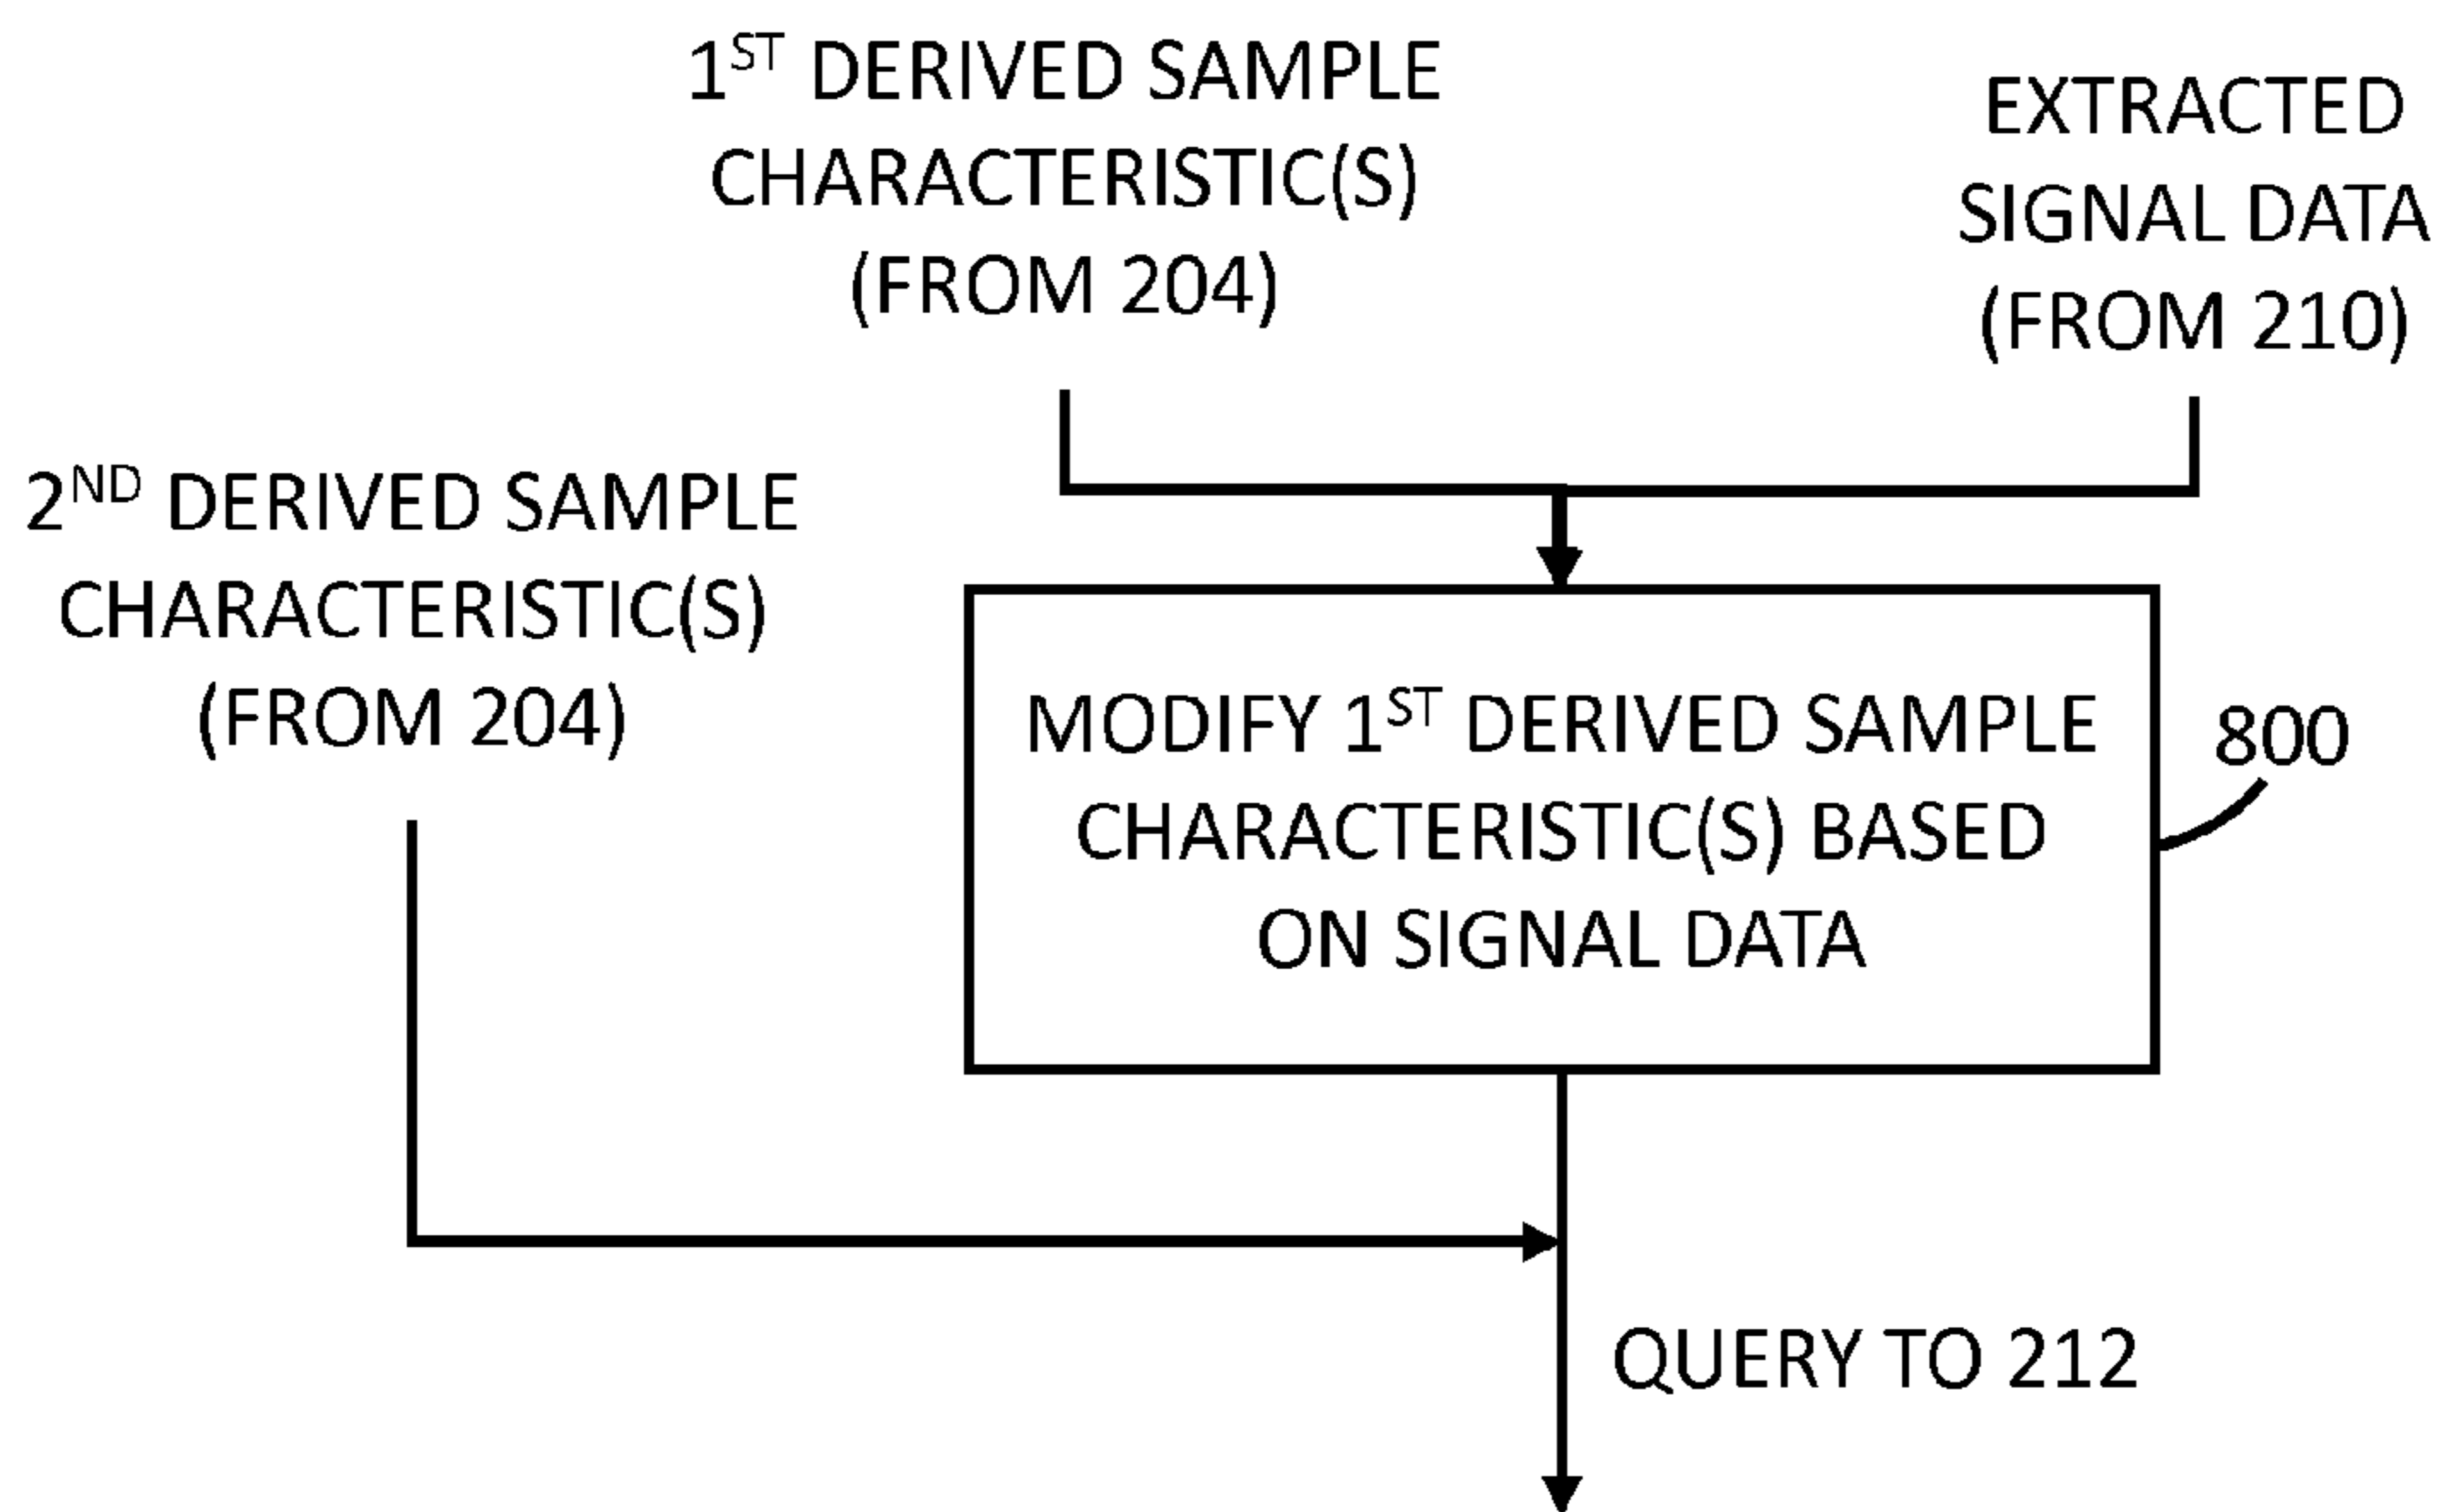 1ST DERIVED SAMPLE
CHARACTERISTIC(S)
(FROM 204)
EXTRACTED
SIGNAL DATA
(FROM 210)
2ND DERIVED SAMPLE
CHARACTERISTIC(S)
(FROM 204)
MODIFY 1ST DERIVED SAMPLE
CHARACTERISTIC(S) BASED
ON SIGNAL DATA
800
QUERY TO 212